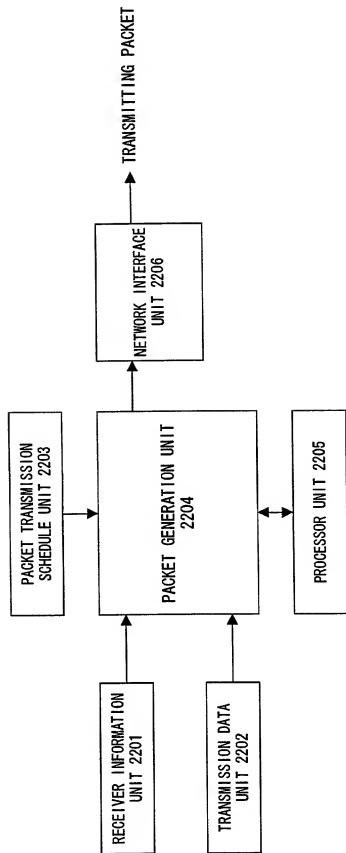 RECEIVER INFORMATION
UNIT 2201
TRANSMISSION DATA
UNIT 2202
PACKET TRANSMISSION
SCHEDULE UNIT 2203
PACKET GENERATION UNIT
2204
PROCESSOR UNIT 2205
NETWORK INTERFACE
UNIT 2206
TRANSMITTING PACKET